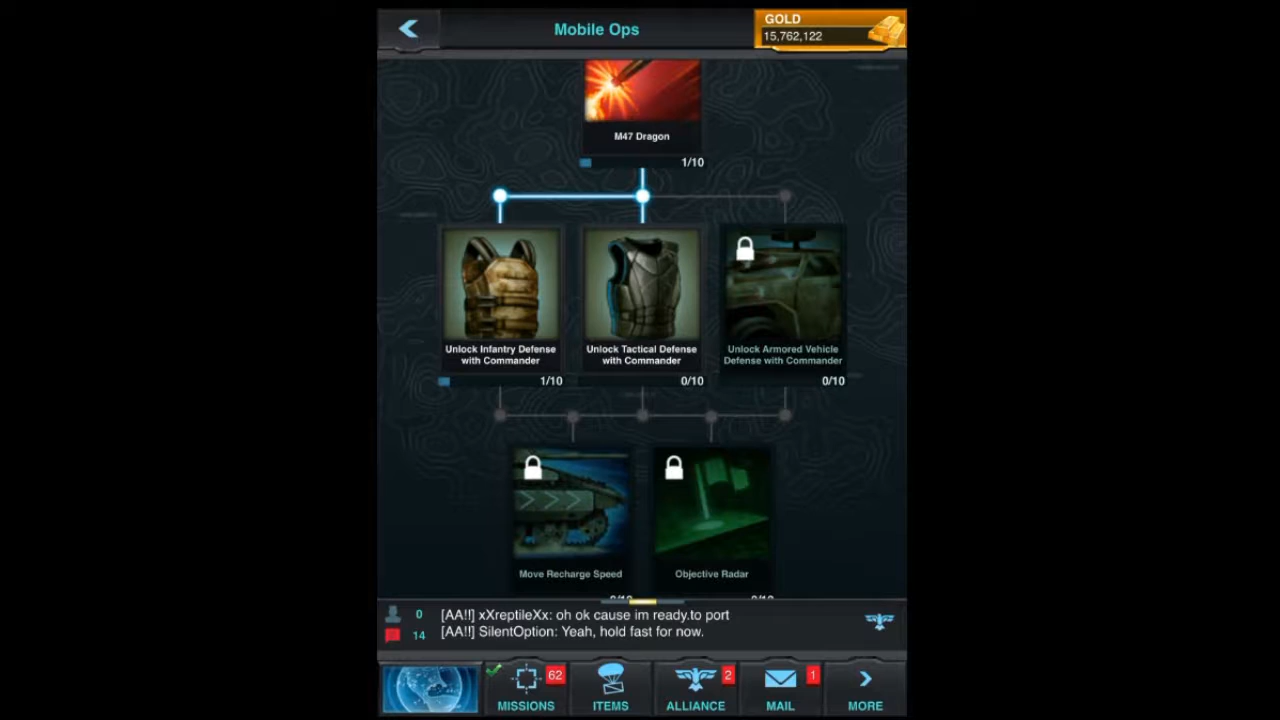 Mobile Ops
GOLD
15,762,122
M47 Dragon
1/10
Unlock Infantry Defense
with Commander
1/10
Unlock Tactical Defense
with Commander
0/10
Unlock Armored Vehicle
Defense with Commander
0/10
Move Recharge Speed
Objective Radar
0 [AA!!] xXreptileXx: oh ok cause im ready.to port
14 [AA!!] SilentOption: Yeah, hold fast for now.
62
2
1
MISSIONS
ITEMS
ALLIANCE
MAIL
MORE